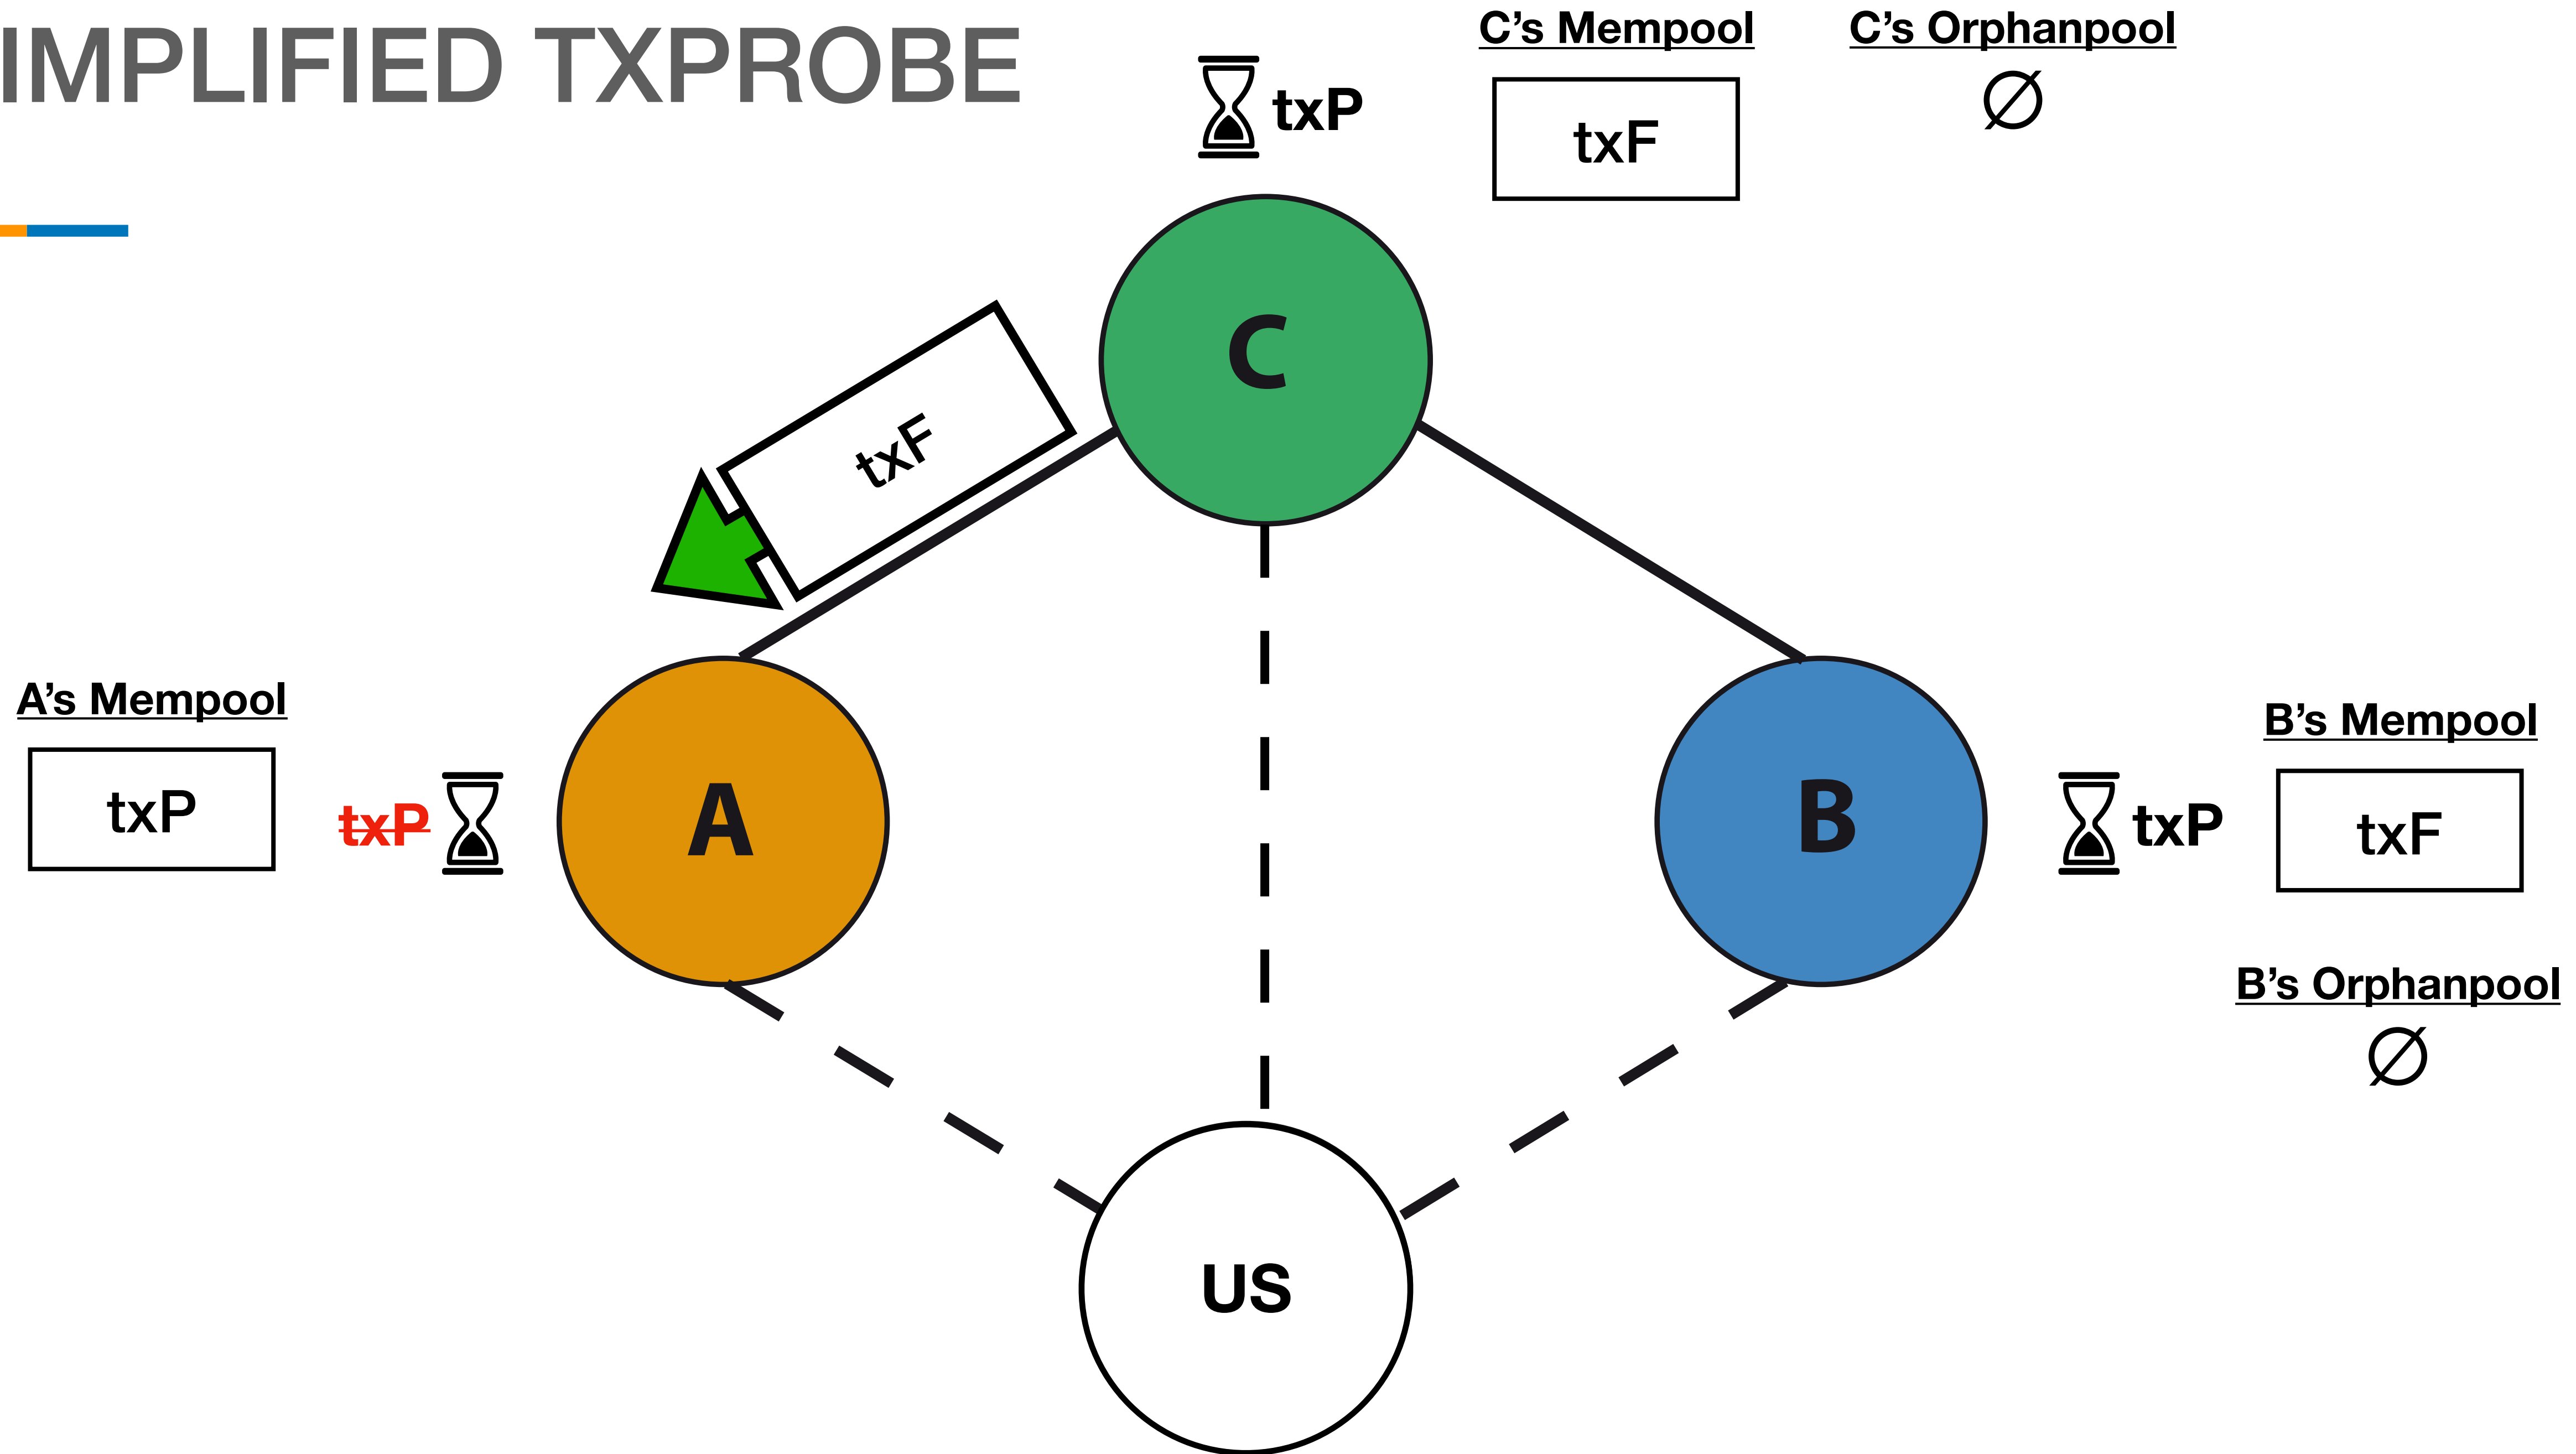 IMPLIFIED TXPROBE
C's Mempool
C's Orphanpool
txP
txF
∅
C
txF
A's Mempool
txP
txP
A
B
txP
B's Mempool
txF
B's Orphanpool
∅
US